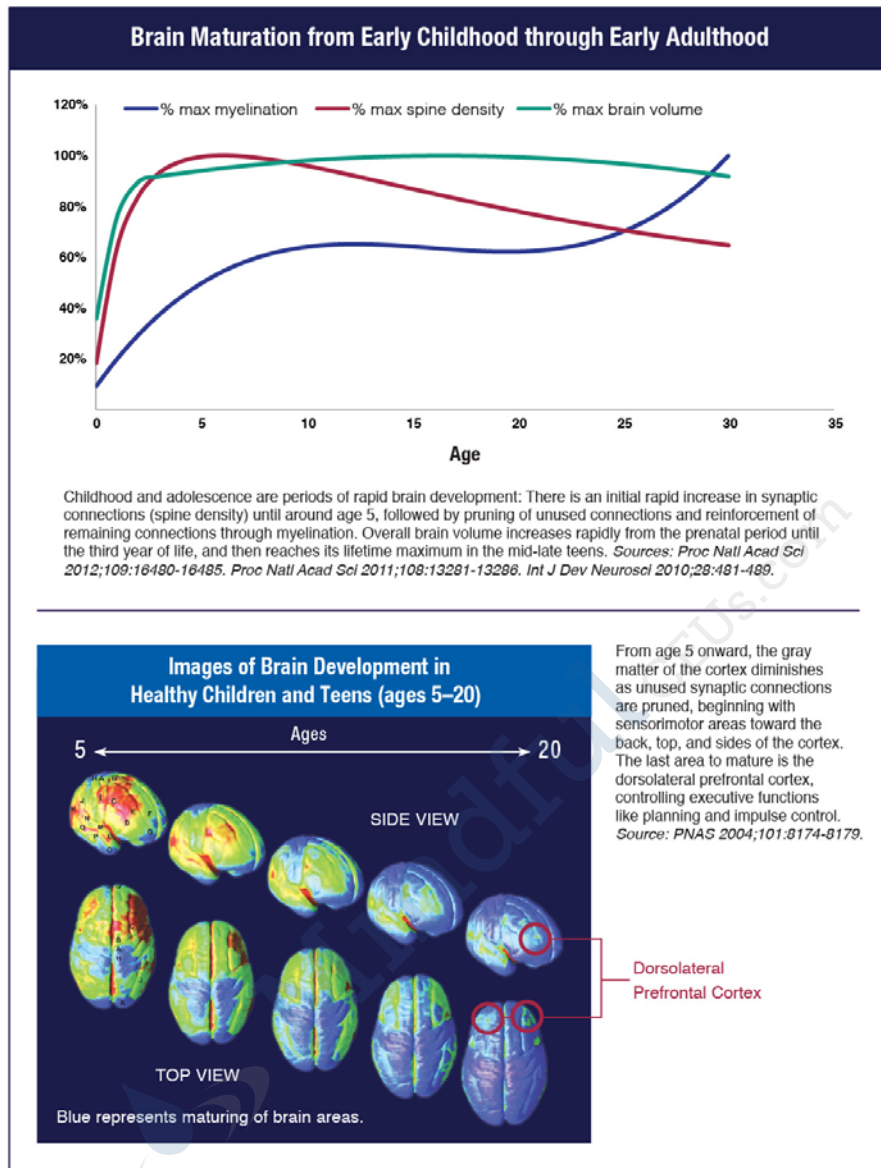 Brain Maturation from Early Childhood through Early Adulthood
120%
% max myelination % max spine density % max brain volume
100%
80%
60%
40%
20%
0 5 10 15 20 25 30 35
Age
Childhood and adolescence are periods of rapid brain development: There is an initial rapid increase in synaptic
connections (spine density) until around age 5, followed by pruning of unused connections and reinforcement of
remaining connections through myelination. Overall brain volume increases rapidly from the prenatal period until
the third year of life, and then reaches its lifetime maximum in the mid-late teens. Sources: Proc Natl Acad Sci
2012;109:16480-16485. Proc Natl Acad Sci 2011;108:13281-13286. Int J Dev Neurosci 2010;28:481-489.
Images of Brain Development in
Healthy Children and Teens (ages 5–20)
Ages
5 20
SIDE VIEW
TOP VIEW
Blue represents maturing of brain areas.
From age 5 onward, the gray
matter of the cortex diminishes
as unused synaptic connections
are pruned, beginning with
sensorimotor areas toward the
back, top, and sides of the cortex.
The last area to mature is the
dorsolateral prefrontal cortex,
controlling executive functions
like planning and impulse control.
Source: PNAS 2004;101:8174-8179.
Dorsolateral
Prefrontal Cortex
MindfulCEUs.com